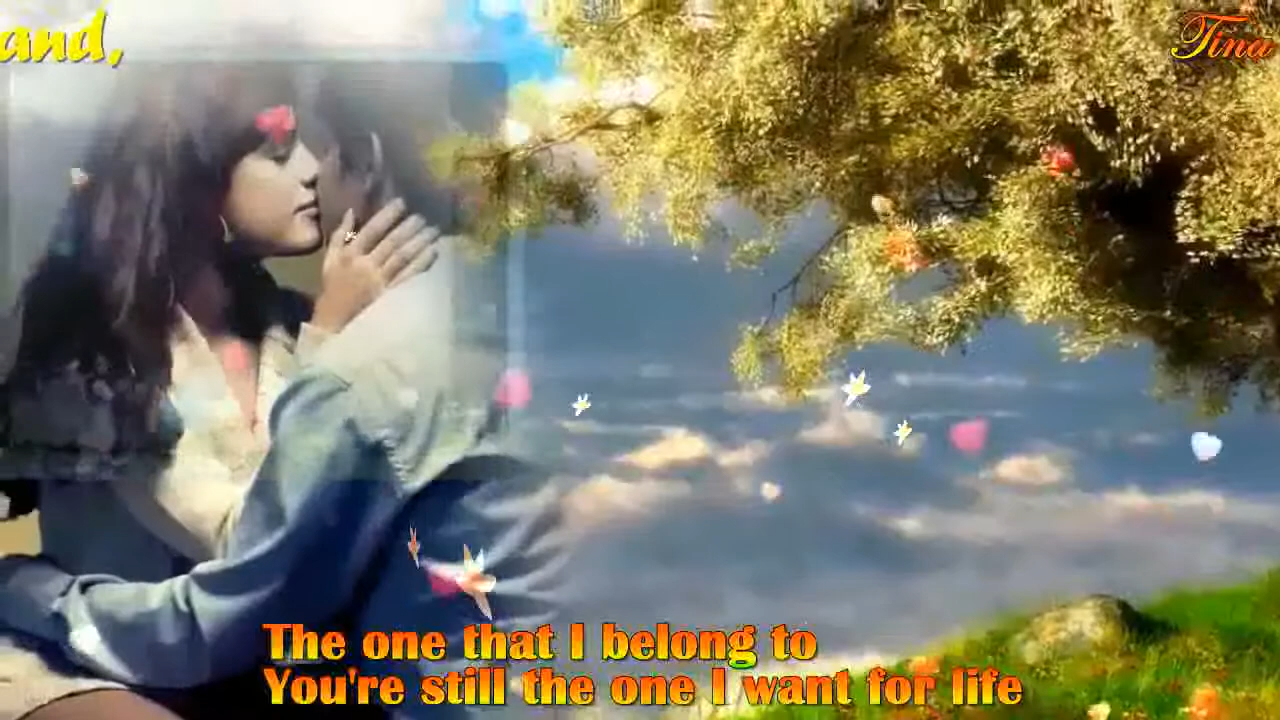 and,
Tina
The one that I belong to
You're still the one I want for life